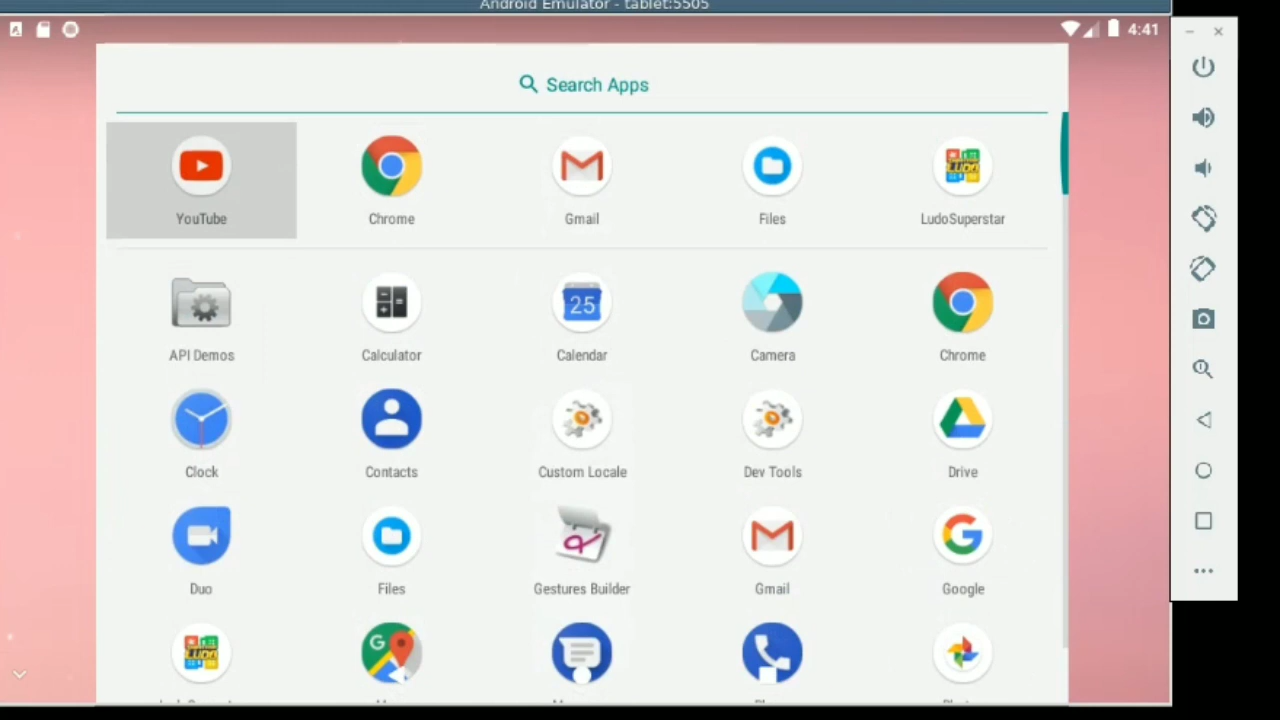 Android Emulator - tablet:5505
4:41
Search Apps
YouTube
Chrome
Gmail
Files
LudoSuperstar
API Demos
Calculator
25
Calendar
Camera
Chrome
Clock
Contacts
Custom Locale
Dev Tools
Drive
Duo
Files
Gestures Builder
Gmail
Google